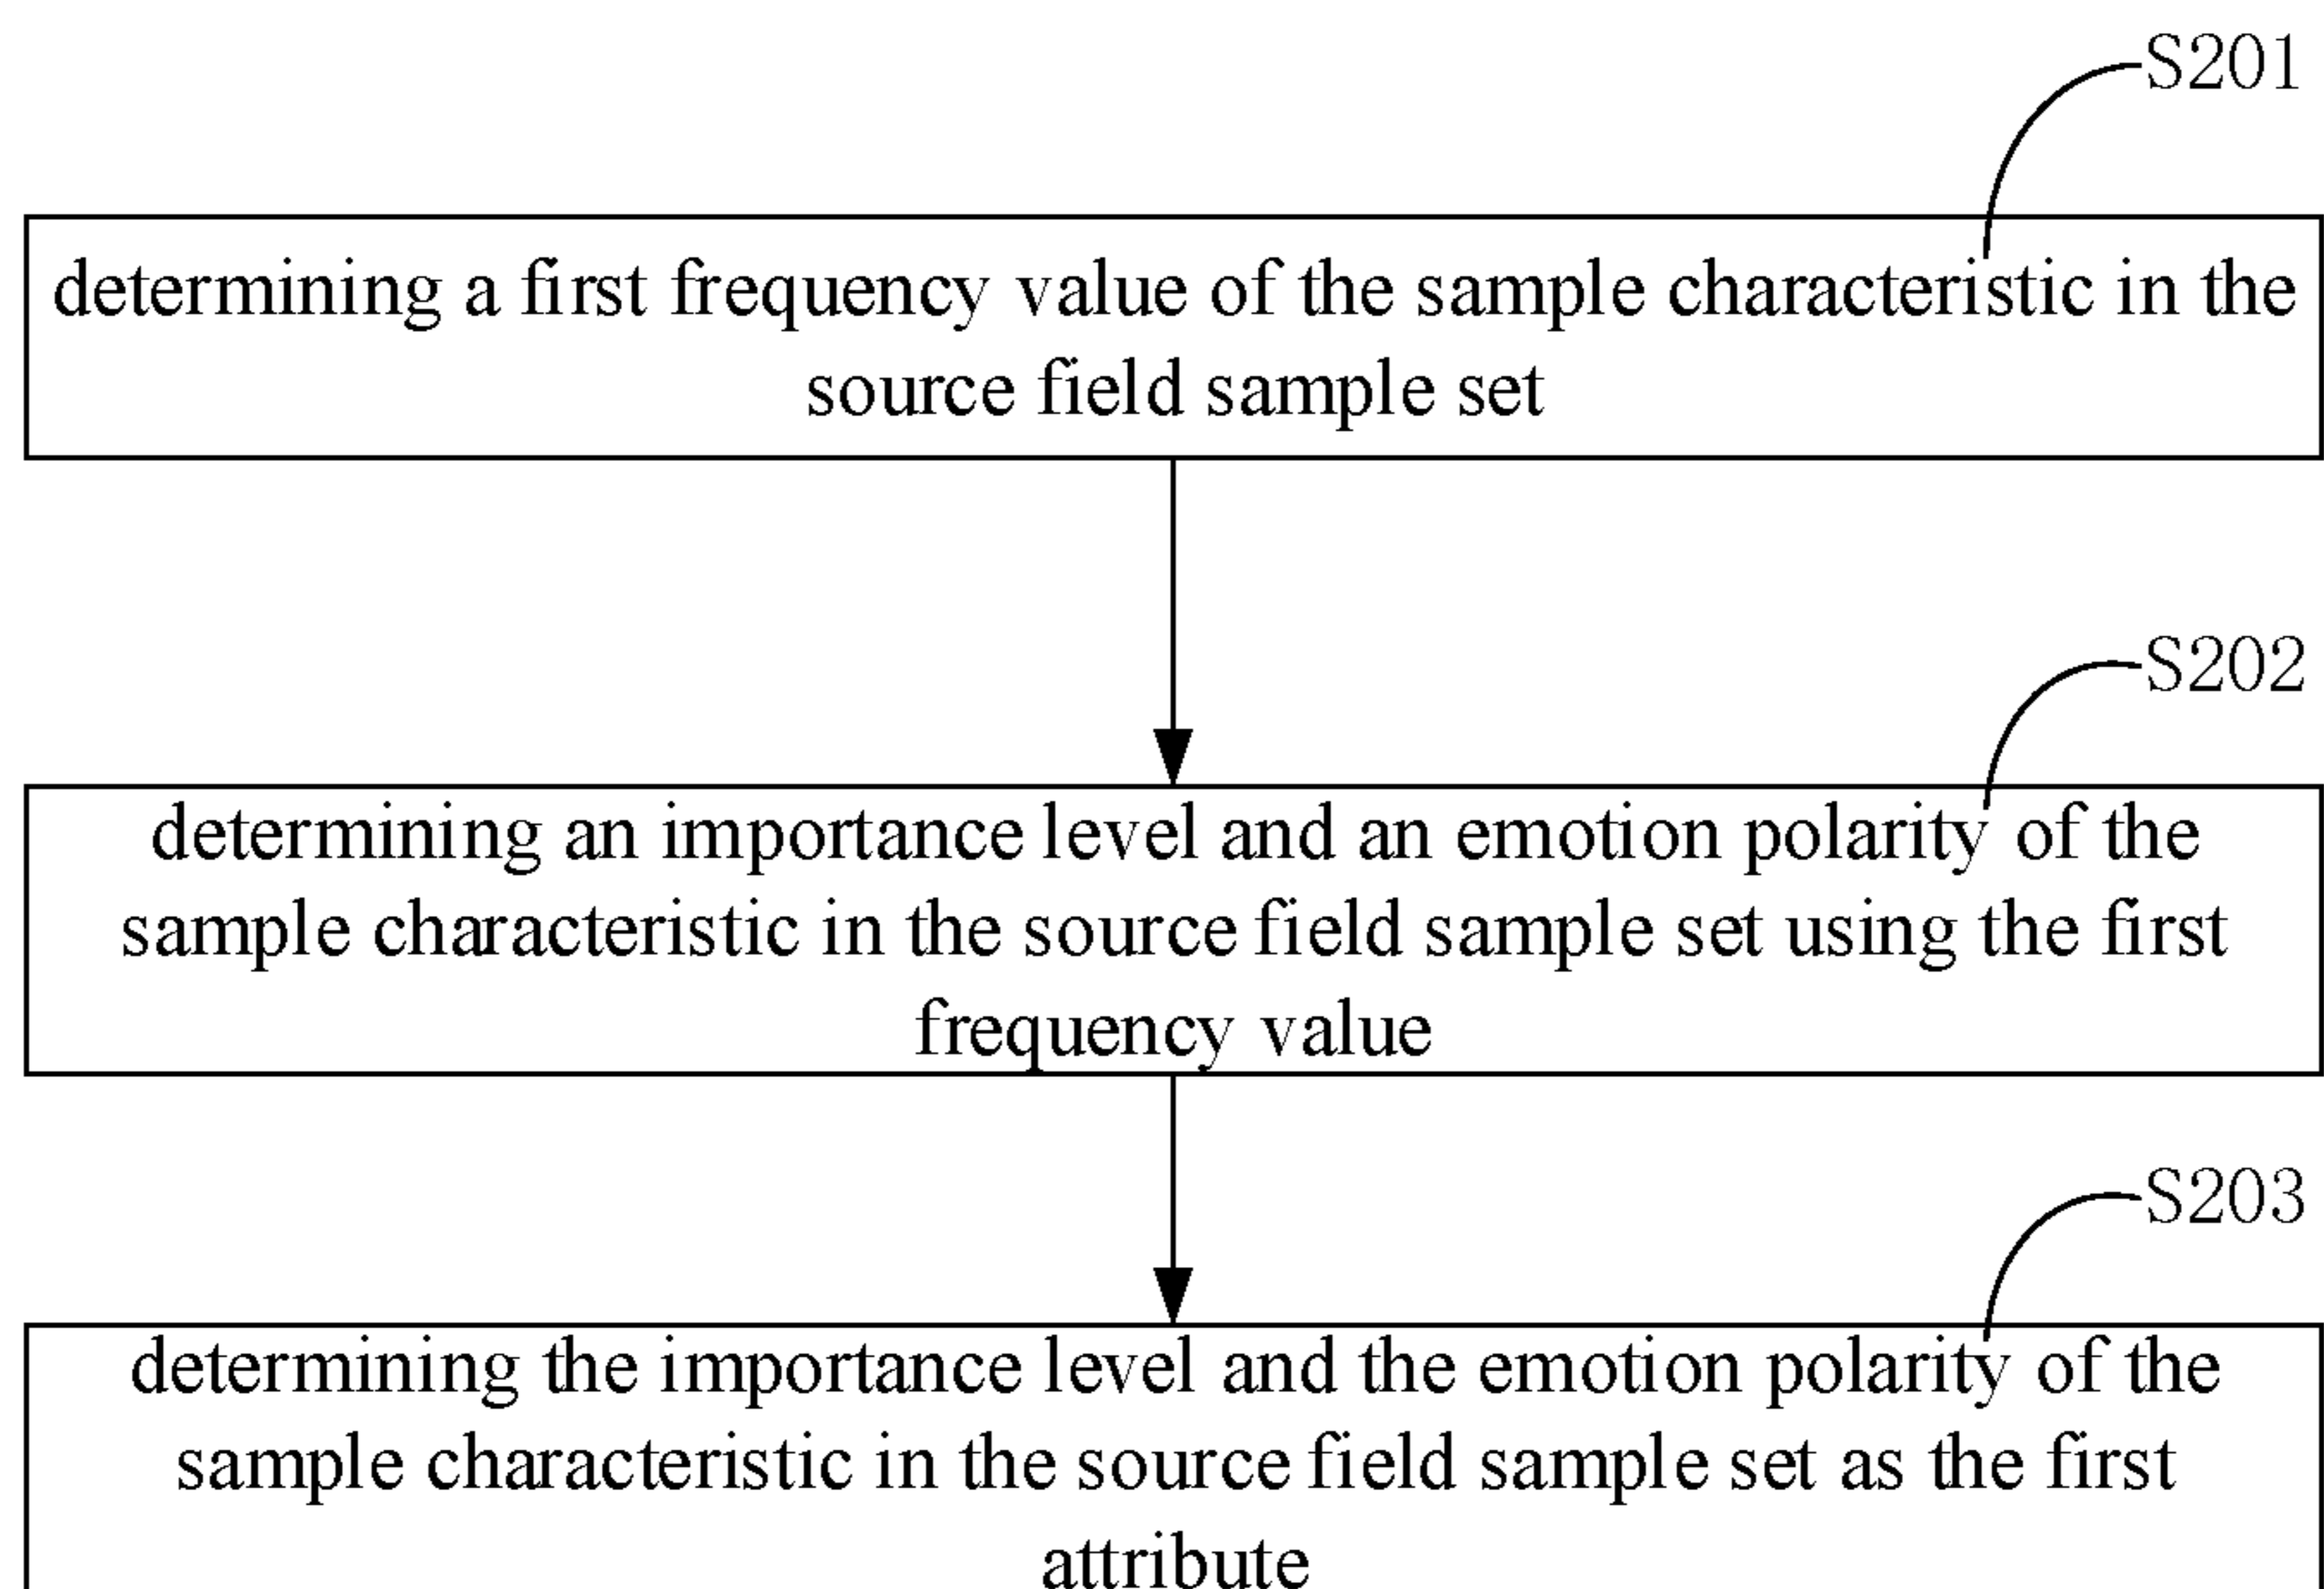 S201
determining a first frequency value of the sample characteristic in the
source field sample set
S202
determining an importance level and an emotion polarity of the
sample characteristic in the source field sample set using the first
frequency value
S203
determining the importance level and the emotion polarity of the
sample characteristic in the source field sample set as the first
attribute